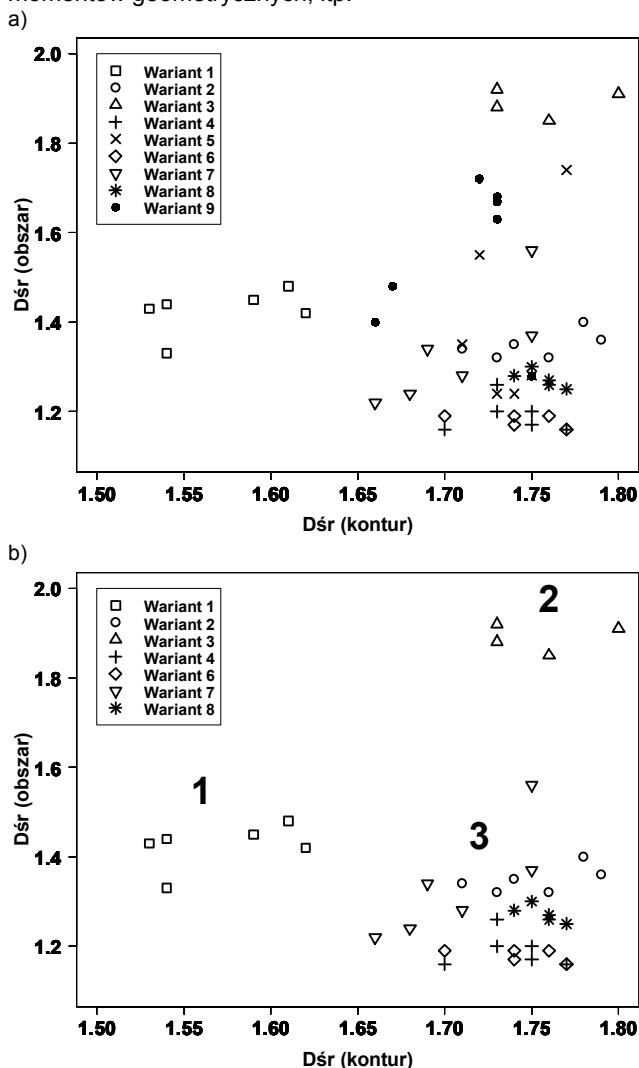 momentów geometrycznych, itp.
a)
2.0
1.8
1.6
1.4
1.2
Dśr (obszar)
Wariant 1
Wariant 2
Wariant 3
Wariant 4
Wariant 5
Wariant 6
Wariant 7
Wariant 8
Wariant 9
1.50 1.55 1.60 1.65 1.70 1.75 1.80
Dśr (kontur)
b)
2.0
1.8
1.6
1.4
1.2
Dśr (obszar)
Wariant 1
Wariant 2
Wariant 3
Wariant 4
Wariant 6
Wariant 7
Wariant 8
2
1
3
1.50 1.55 1.60 1.65 1.70 1.75 1.80
Dśr (kontur)